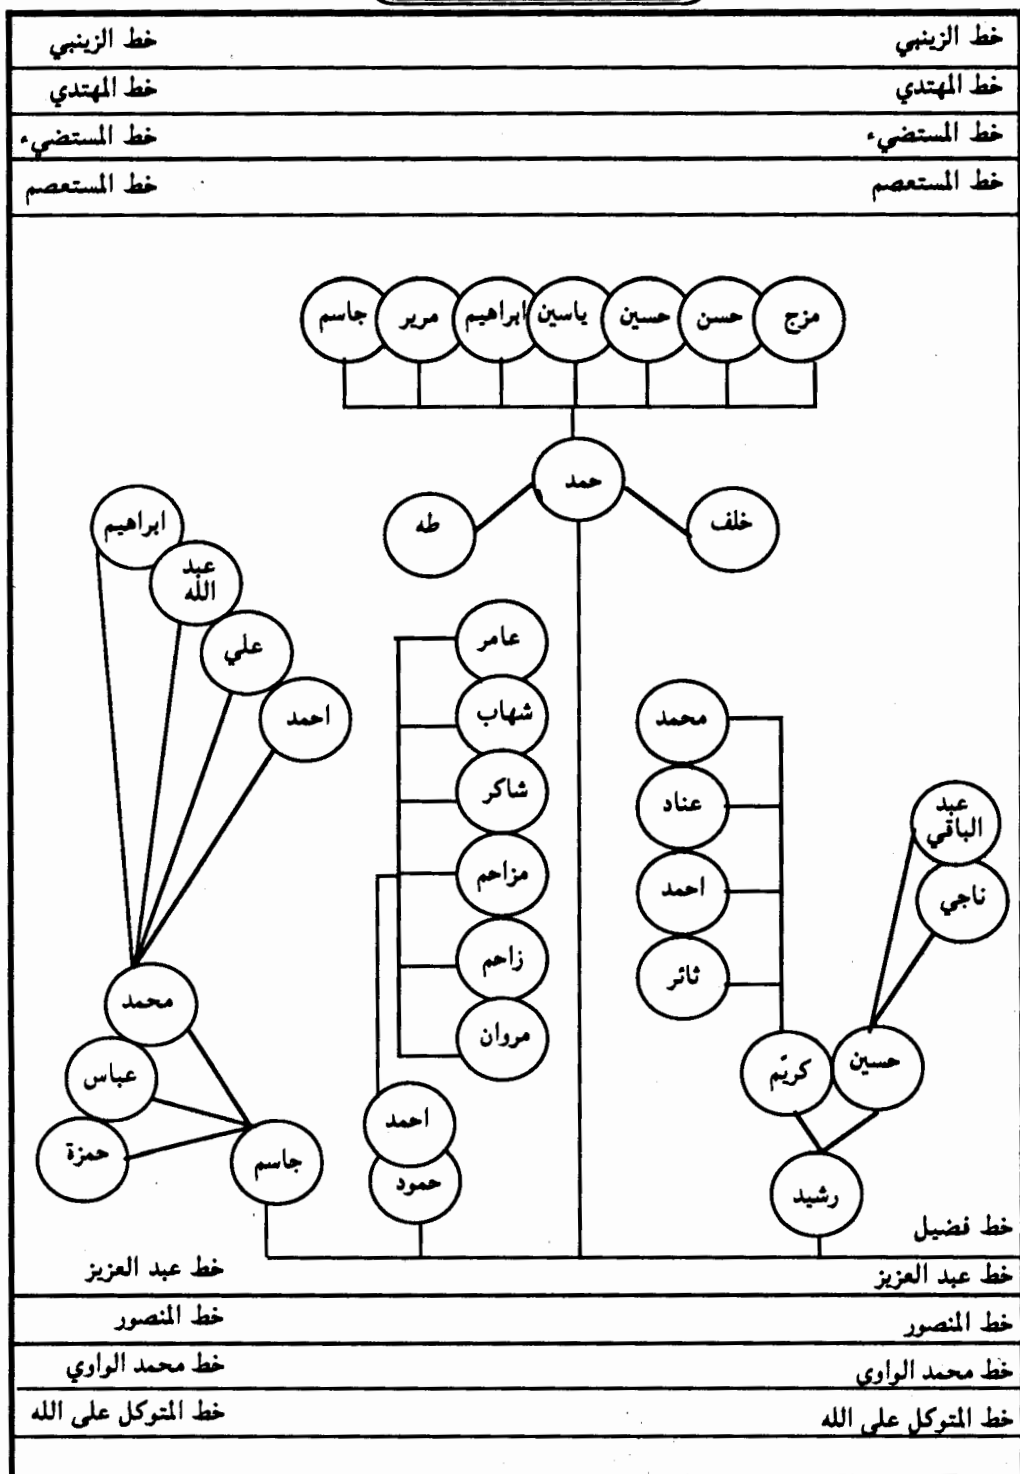 خط الزينبي خط الزينبي
خط المهتدي خط المهتدي
خط المستضيء خط المستضيء
خط المستعصم خط المستعصم
مزج حسن حسين ياسين ابراهيم مرير جاسم
حمد
خلف طه
ابراهيم
عبد
الله
علي
احمد
عامر
شهاب
شاكر
مزاحم
زاحم
مروان
محمد
عناد
احمد
ثائر
عبد
الباقي
ناجي
حسين كريّم
رشيد
احمد
حمود
محمد
عباس
حمزة
جاسم
خط فضيل
خط عبد العزيز خط عبد العزيز
خط المنصور خط المنصور
خط محمد الواوي خط محمد الواوي
خط المتوكل على الله خط المتوكل على الله